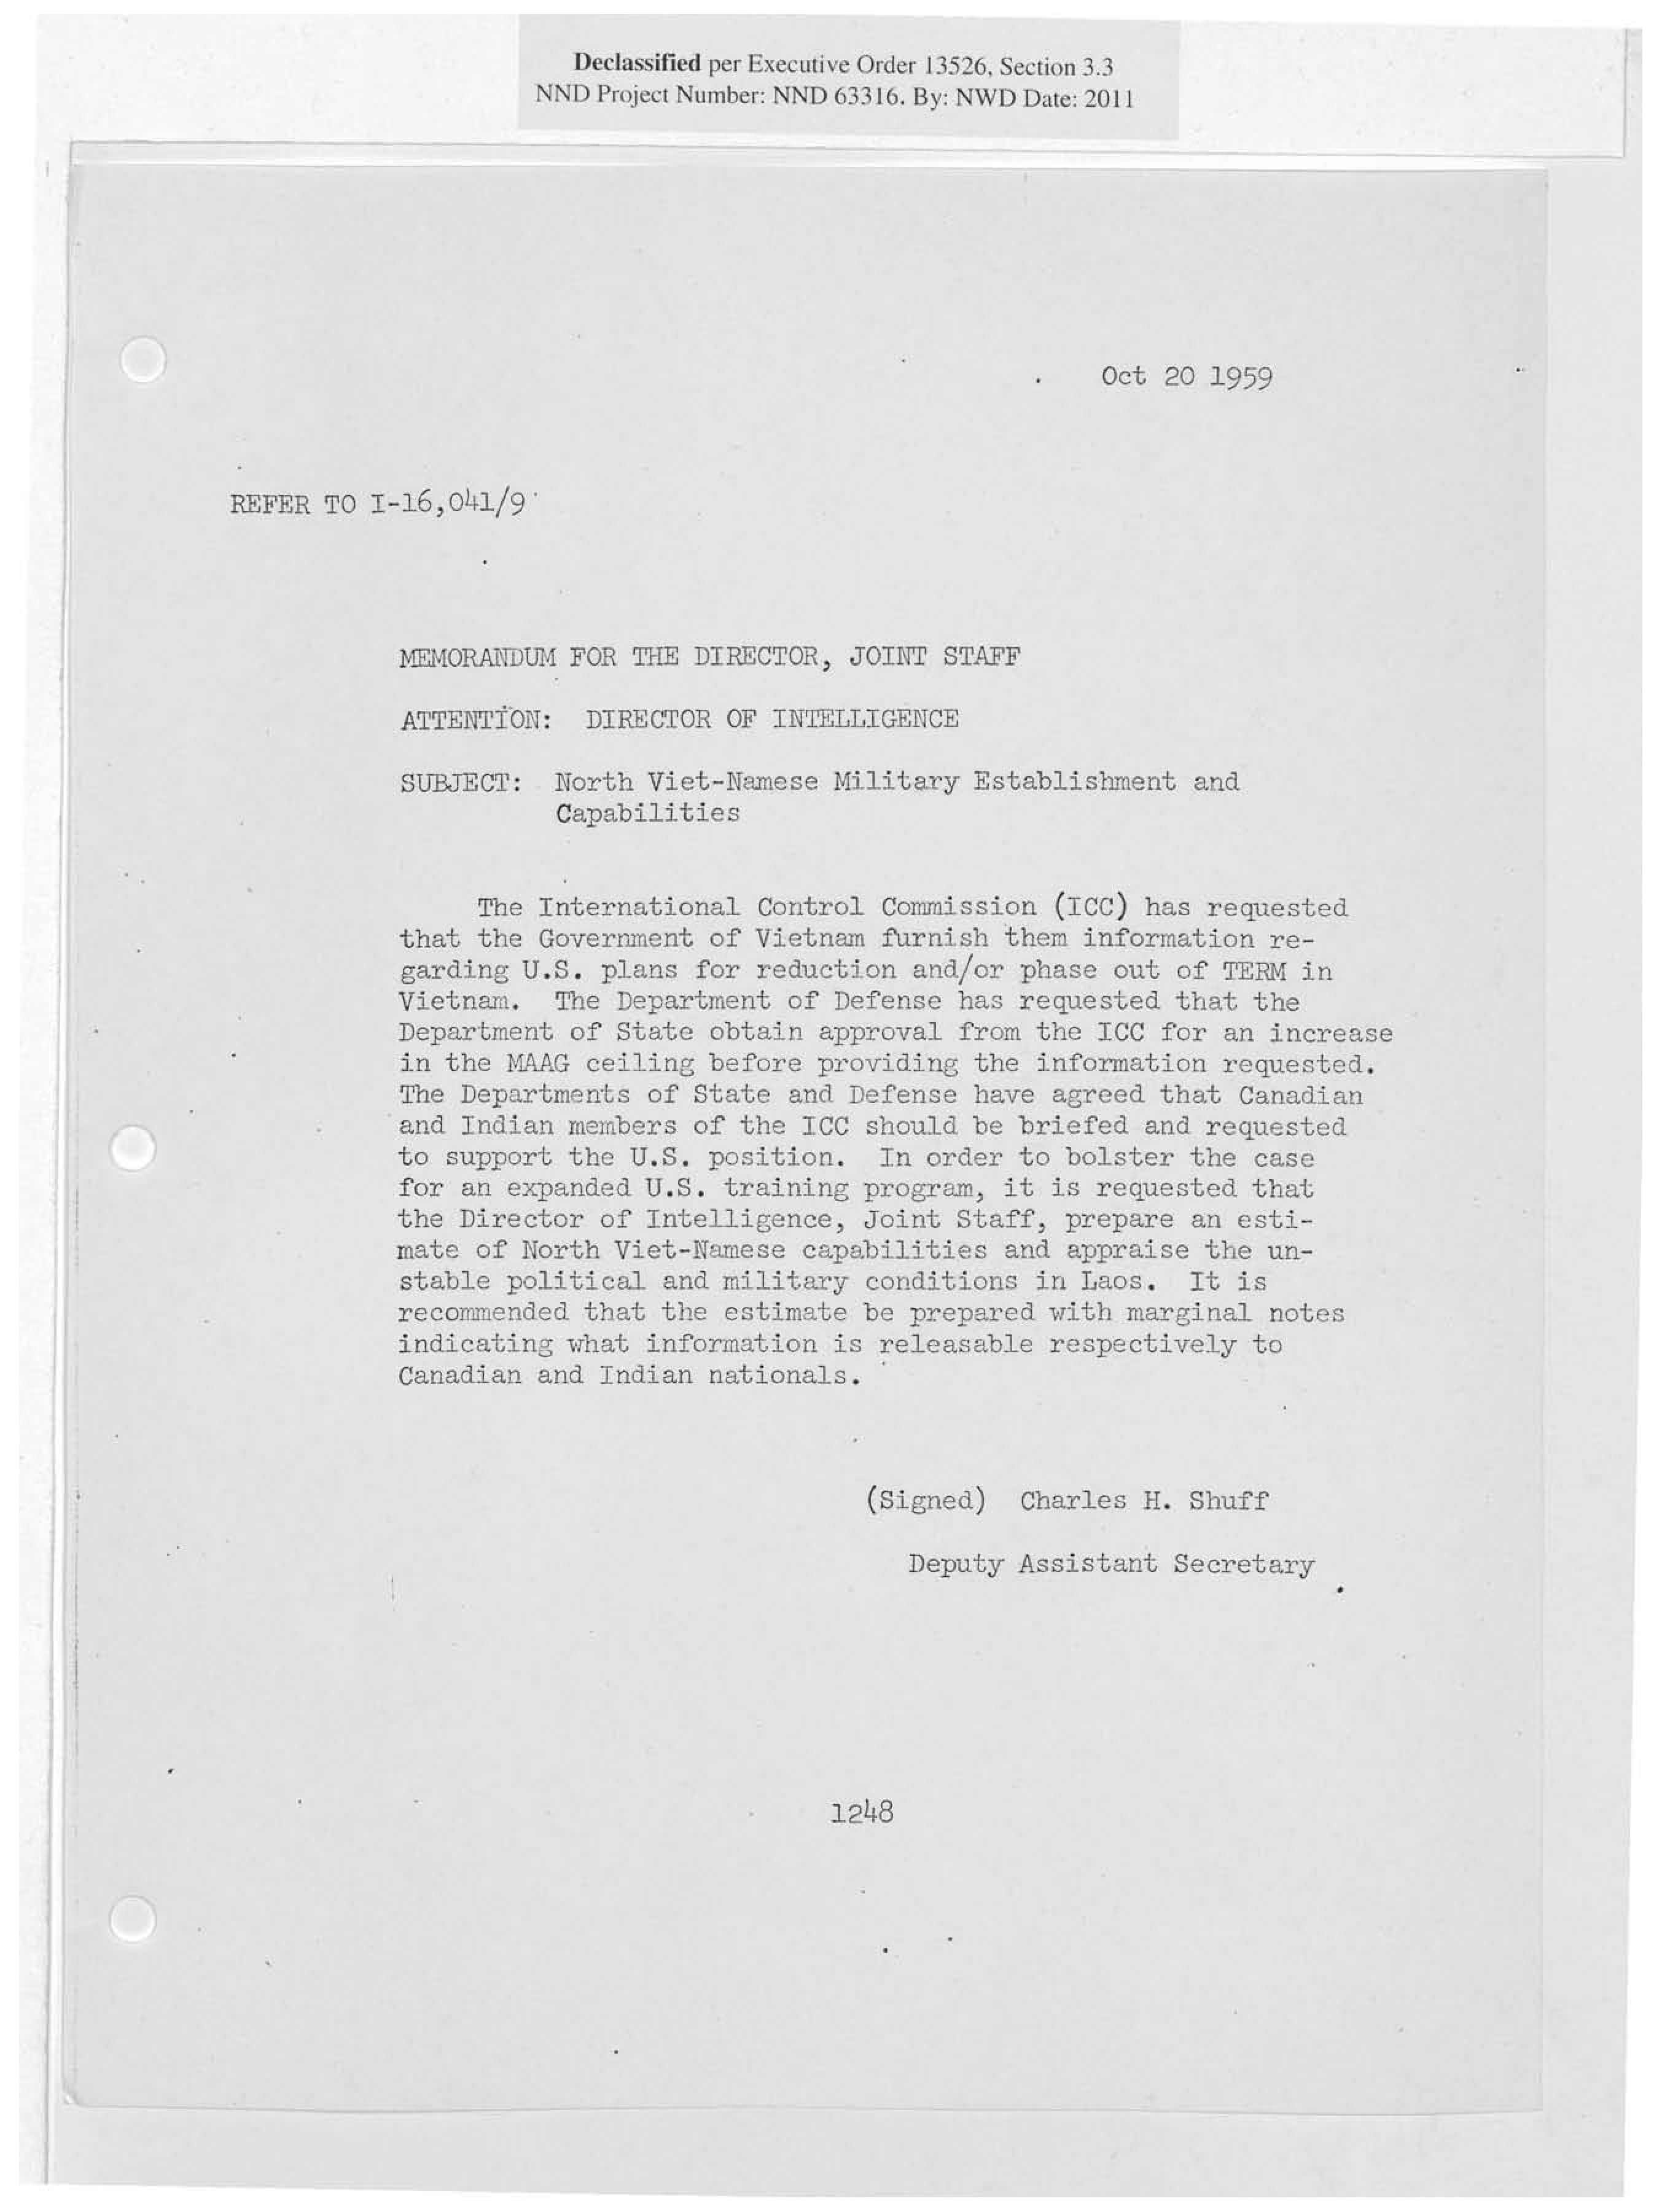 Declassified per Executive Order 13526, Section 3.3
NND Project Number: NND 63316. By: NWD Date: 2011
Oct 20 1959
REFER TO I-16,041/9
MEMORANDUM FOR THE DIRECTOR, JOINT STAFF
ATTENTION: DIRECTOR OF INTELLIGENCE
SUBJECT: North Viet-Namese Military Establishment and
Capabilities
The International Control Commission (ICC) has requested
that the Government of Vietnam furnish them information re-
garding U.S. plans for reduction and/or phase out of TERM in
Vietnam. The Department of Defense has requested that the
Department of State obtain approval from the ICC for an increase
in the MAAG ceiling before providing the information requested.
The Departments of State and Defense have agreed that Canadian
and Indian members of the ICC should be briefed and requested
to support the U.S. position. In order to bolster the case
for an expanded U.S. training program, it is requested that
the Director of Intelligence, Joint Staff, prepare an esti-
mate of North Viet-Namese capabilities and appraise the un-
stable political and military conditions in Laos. It is
recommended that the estimate be prepared with marginal notes
indicating what information is releasable respectively to
Canadian and Indian nationals.
(Signed) Charles H. Shuff
Deputy Assistant Secretary
1248